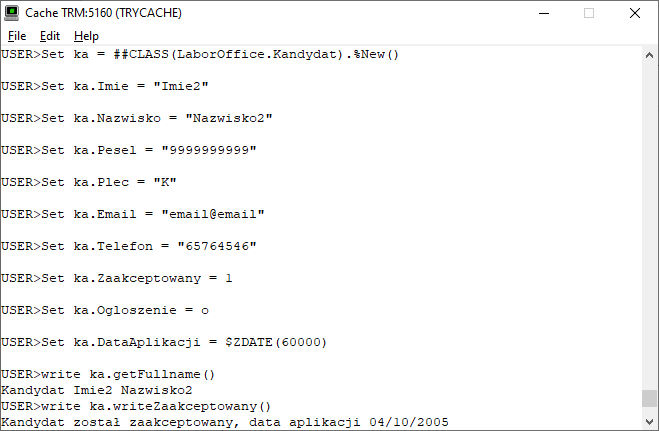 Cache TRM:5160 (TRYCACHE)
File Edit Help
USER>Set ka = ##CLASS(LaborOffice.Kandydat).%New()
USER>Set ka.Imie = "Imie2"
USER>Set ka.Nazwisko = "Nazwisko2"
USER>Set ka.Pesel = "9999999999"
USER>Set ka.Plec = "K"
USER>Set ka.Email = "email@email"
USER>Set ka.Telefon = "65764546"
USER>Set ka.Zaakceptowany = 1
USER>Set ka.Ogloszenie = o
USER>Set ka.DataAplikacji = $ZDATE(60000)
USER>write ka.getFullname()
Kandydat Imie2 Nazwisko2
USER>write ka.writeZaakceptowany()
Kandydat został zaakceptowany, data aplikacji 04/10/2005